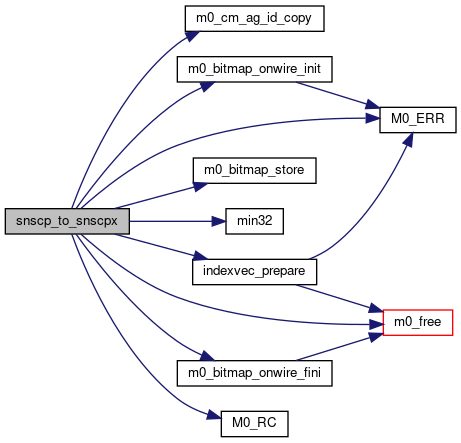 m0_cm_ag_id_copy
m0_bitmap_onwire_init
M0_ERR
m0_bitmap_store
snscp_to_snscpx
min32
indexvec_prepare
m0_free
m0_bitmap_onwire_fini
M0_RC